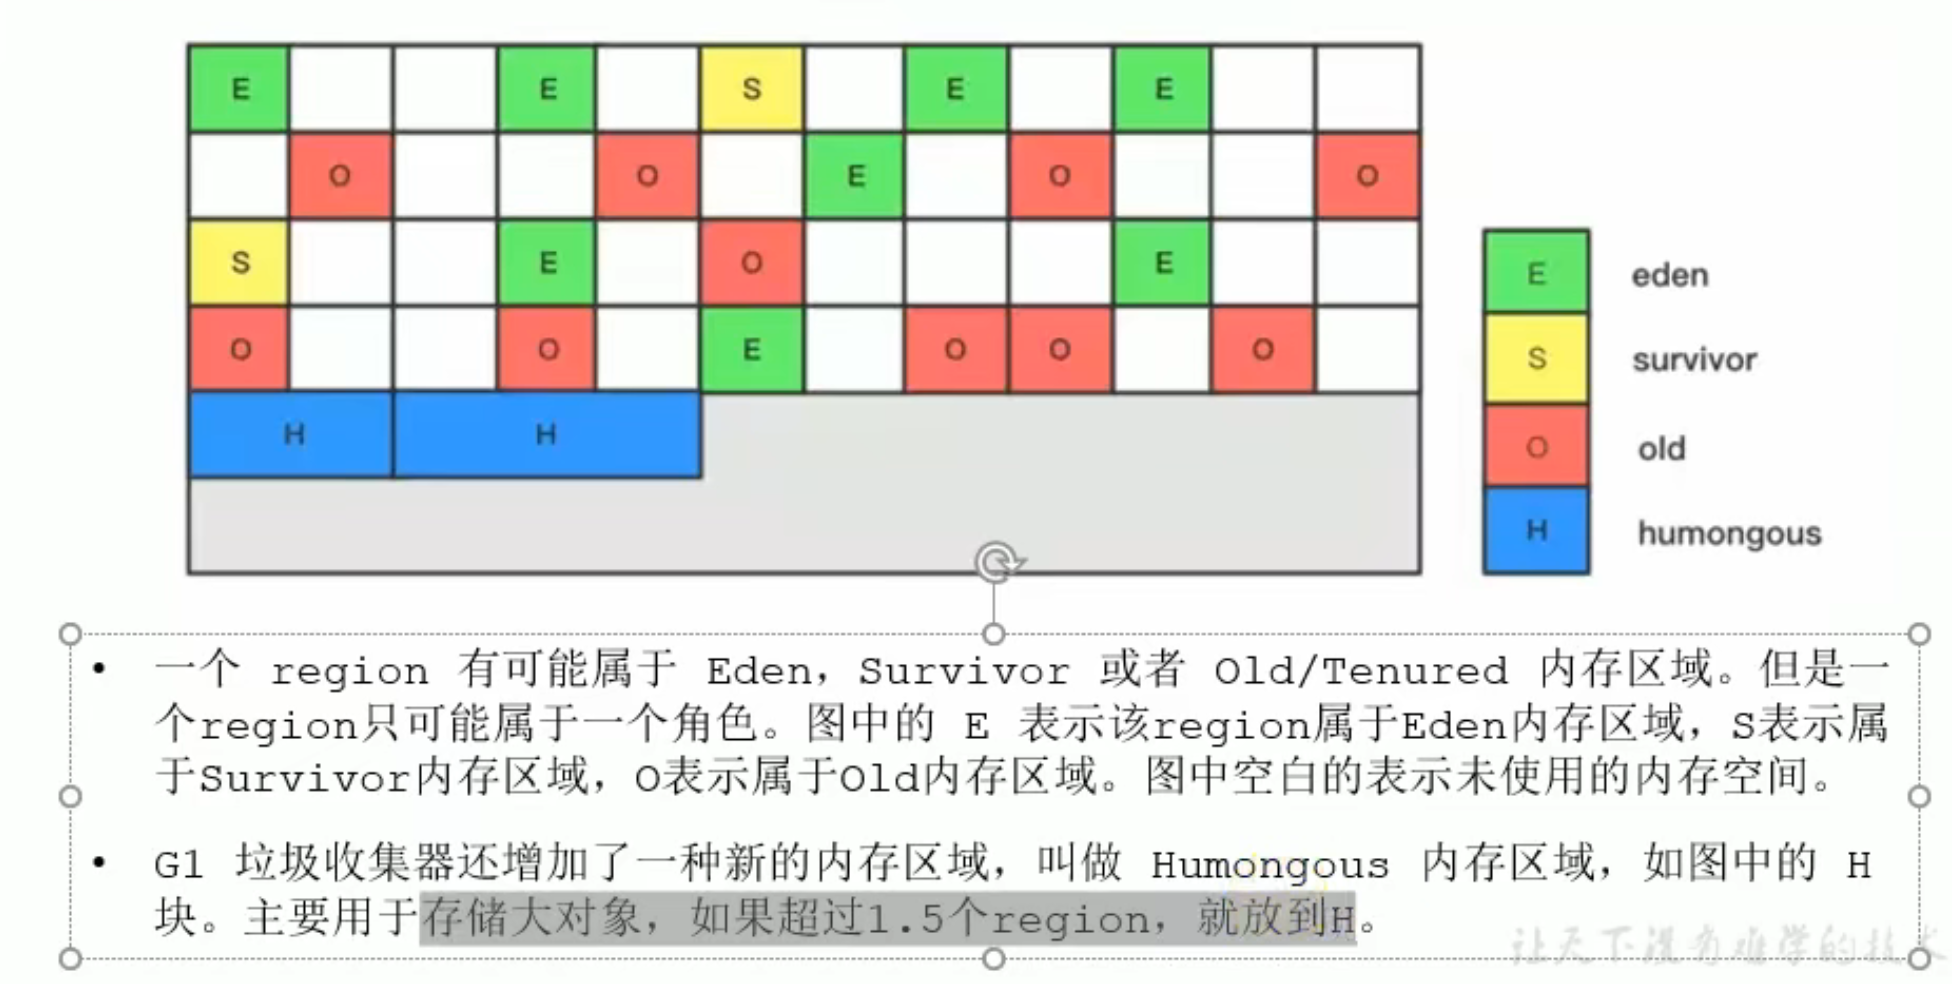 E E S E E
O O E O O
S E O E
O O E O O O
H H
E eden
S survivor
O old
H humongous
• 一个 region 有可能属于 Eden，Survivor 或者 Old/Tenured 内存区域。但是一
个region只可能属于一个角色。图中的 E 表示该region属于Eden内存区域，S表示属
于Survivor内存区域，O表示属于Old内存区域。图中空白的表示未使用的内存空间。
• G1 垃圾收集器还增加了一种新的内存区域，叫做 Humongous 内存区域，如图中的 H
块。主要用于存储大对象，如果超过1.5个region，就放到H。
让天下没有难学的技术